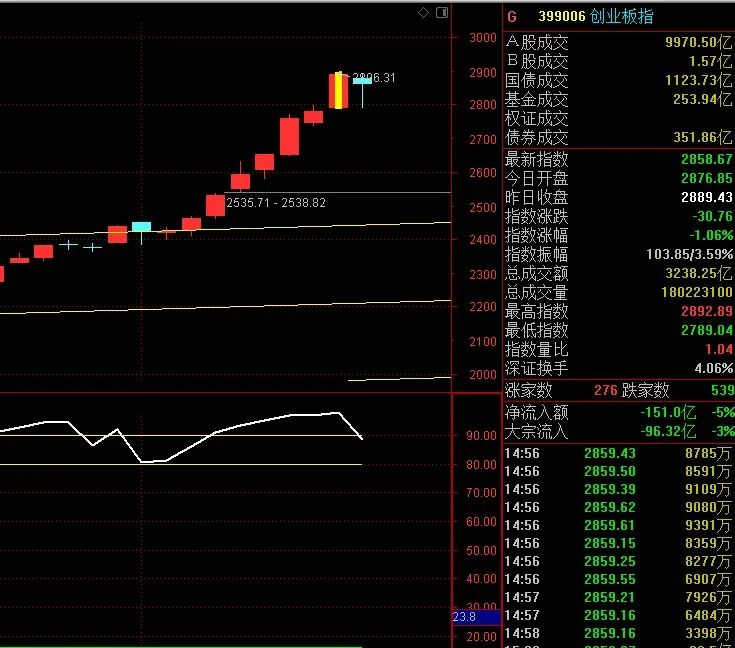 3000
2900
2896.31
2800
2700
2600
2535.71 - 2538.82
2500
2400
2300
2200
2100
2000
90.00
80.00
70.00
60.00
50.00
40.00
30.00
23.8
20.00
G 399006 创业板指
A股成交 9970.50亿
B股成交 1.57亿
国债成交 1123.73亿
基金成交 253.94亿
权证成交
债券成交 351.86亿
最新指数 2858.67
今日开盘 2876.85
昨日收盘 2889.43
指数涨跌 -30.76
指数涨幅 -1.06%
指数振幅 103.85/3.59%
总成交额 3238.25亿
总成交量 180223100
最高指数 2892.89
最低指数 2789.04
指数量比 1.04
深证换手 4.06%
涨家数 276 跌家数 539
净流入额 -151.0亿 -5%
大宗流入 -96.32亿 -3%
14:56 2859.43 8785万
14:56 2859.50 8591万
14:56 2859.39 9109万
14:56 2859.62 9080万
14:56 2859.61 9391万
14:56 2859.15 8359万
14:56 2859.25 8277万
14:56 2859.55 6907万
14:57 2859.21 7926万
14:57 2859.16 6484万
14:58 2859.16 3398万